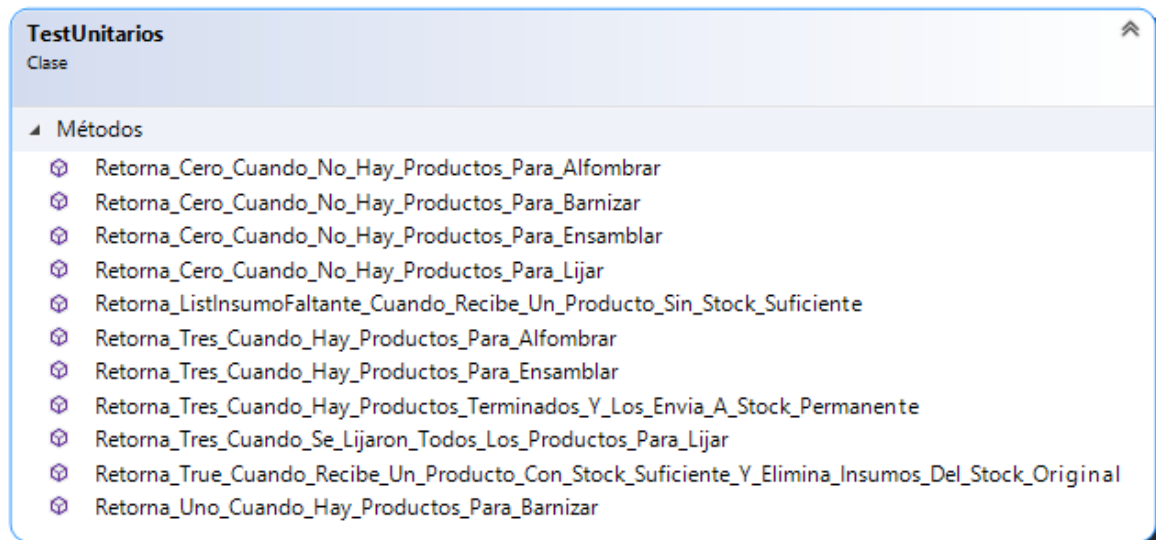 TestUnitarios
Clase
Métodos
Retorna_Cero_Cuando_No_Hay_Productos_Para_Alfombrar
Retorna_Cero_Cuando_No_Hay_Productos_Para_Barnizar
Retorna_Cero_Cuando_No_Hay_Productos_Para_Ensamblar
Retorna_Cero_Cuando_No_Hay_Productos_Para_Lijar
Retorna_ListInsumoFaltante_Cuando_Recibe_Un_Producto_Sin_Stock_Suficiente
Retorna_Tres_Cuando_Hay_Productos_Para_Alfombrar
Retorna_Tres_Cuando_Hay_Productos_Para_Ensamblar
Retorna_Tres_Cuando_Hay_Productos_Terminados_Y_Los_Envia_A_Stock_Permanente
Retorna_Tres_Cuando_Se_Lijaron_Todos_Los_Productos_Para_Lijar
Retorna_True_Cuando_Recibe_Un_Producto_Con_Stock_Suficiente_Y_Elimina_Insumos_Del_Stock_Original
Retorna_Uno_Cuando_Hay_Productos_Para_Barnizar